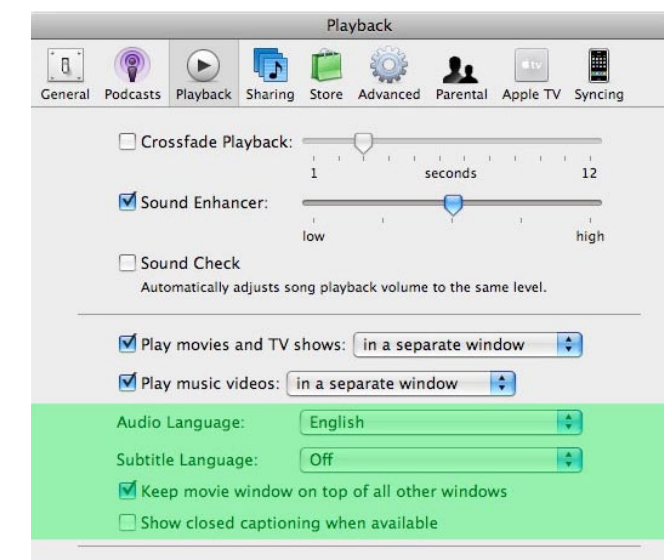 Playback
General Podcasts Playback Sharing Store Advanced Parental Apple TV Syncing
Crossfade Playback:
1 seconds 12
Sound Enhancer:
low high
Sound Check
Automatically adjusts song playback volume to the same level.
Play movies and TV shows: in a separate window
Play music videos: in a separate window
Audio Language: English
Subtitle Language: Off
Keep movie window on top of all other windows
Show closed captioning when available